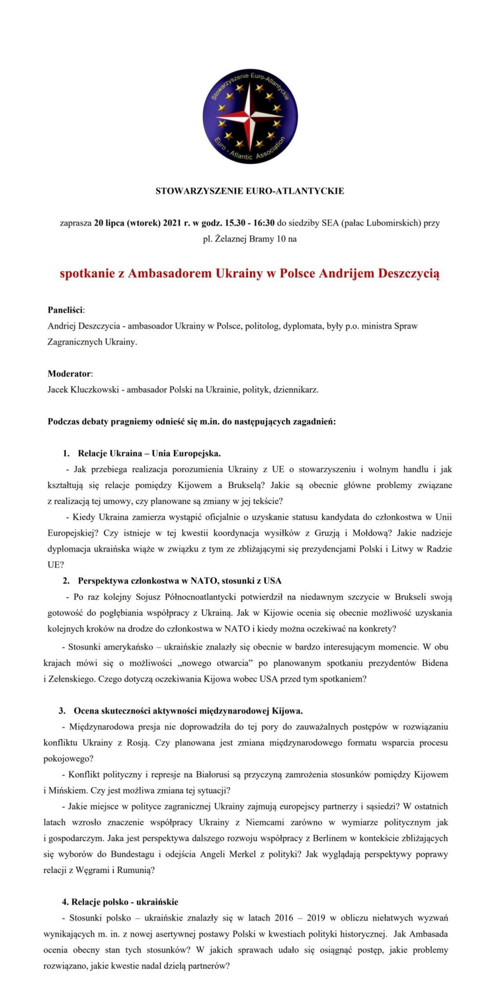 Stowarzyszenie Euro-Atlantyckie
Euro - Atlantic Association
STOWARZYSZENIE EURO-ATLANTYCKIE
zaprasza 20 lipca (wtorek) 2021 r. w godz. 15.30 - 16:30 do siedziby SEA (pałac Lubomirskich) przy
pl. Żelaznej Bramy 10 na
spotkanie z Ambasadorem Ukrainy w Polsce Andrijem Deszczycią
Paneliści:
Andriej Deszczycia - ambasoador Ukrainy w Polsce, politolog, dyplomata, były p.o. ministra Spraw
Zagranicznych Ukrainy.
Moderator:
Jacek Kluczkowski - ambasador Polski na Ukrainie, polityk, dziennikarz.
Podczas debaty pragniemy odnieść się m.in. do następujących zagadnień:
1. Relacje Ukraina – Unia Europejska.
- Jak przebiega realizacja porozumienia Ukrainy z UE o stowarzyszeniu i wolnym handlu i jak
kształtują się relacje pomiędzy Kijowem a Brukselą? Jakie są obecnie główne problemy związane
z realizacją tej umowy, czy planowane są zmiany w jej tekście?
- Kiedy Ukraina zamierza wystąpić oficjalnie o uzyskanie statusu kandydata do członkostwa w Unii
Europejskiej? Czy istnieje w tej kwestii koordynacja wysiłków z Gruzją i Mołdową? Jakie nadzieje
dyplomacja ukraińska wiąże w związku z tym ze zbliżającymi się prezydencjami Polski i Litwy w Radzie
UE?
2. Perspektywa członkostwa w NATO, stosunki z USA
- Po raz kolejny Sojusz Północnoatlantycki potwierdził na niedawnym szczycie w Brukseli swoją
gotowość do pogłębiania współpracy z Ukrainą. Jak w Kijowie ocenia się obecnie możliwość uzyskania
kolejnych kroków na drodze do członkostwa w NATO i kiedy można oczekiwać na konkrety?
- Stosunki amerykańsko – ukraińskie znalazły się obecnie w bardzo interesującym momencie. W obu
krajach mówi się o możliwości „nowego otwarcia” po planowanym spotkaniu prezydentów Bidena
i Zełenskiego. Czego dotyczą oczekiwania Kijowa wobec USA przed tym spotkaniem?
3. Ocena skuteczności aktywności międzynarodowej Kijowa.
- Międzynarodowa presja nie doprowadziła do tej pory do zauważalnych postępów w rozwiązaniu
konfliktu Ukrainy z Rosją. Czy planowana jest zmiana międzynarodowego formatu wsparcia procesu
pokojowego?
- Konflikt polityczny i represje na Białorusi są przyczyną zamrożenia stosunków pomiędzy Kijowem
i Mińskiem. Czy jest możliwa zmiana tej sytuacji?
- Jakie miejsce w polityce zagranicznej Ukrainy zajmują europejscy partnerzy i sąsiedzi? W ostatnich
latach wzrosło znaczenie współpracy Ukrainy z Niemcami zarówno w wymiarze politycznym jak
i gospodarczym. Jaka jest perspektywa dalszego rozwoju współpracy z Berlinem w kontekście zbliżających
się wyborów do Bundestagu i odejścia Angeli Merkel z polityki? Jak wyglądają perspektywy poprawy
relacji z Węgrami i Rumunią?
4. Relacje polsko - ukraińskie
- Stosunki polsko – ukraińskie znalazły się w latach 2016 – 2019 w obliczu niełatwych wyzwań
wynikających m. in. z nowej asertywnej postawy Polski w kwestiach polityki historycznej. Jak Ambasada
ocenia obecny stan tych stosunków? W jakich sprawach udało się osiągnąć postęp, jakie problemy
rozwiązano, jakie kwestie nadal dzielą partnerów?